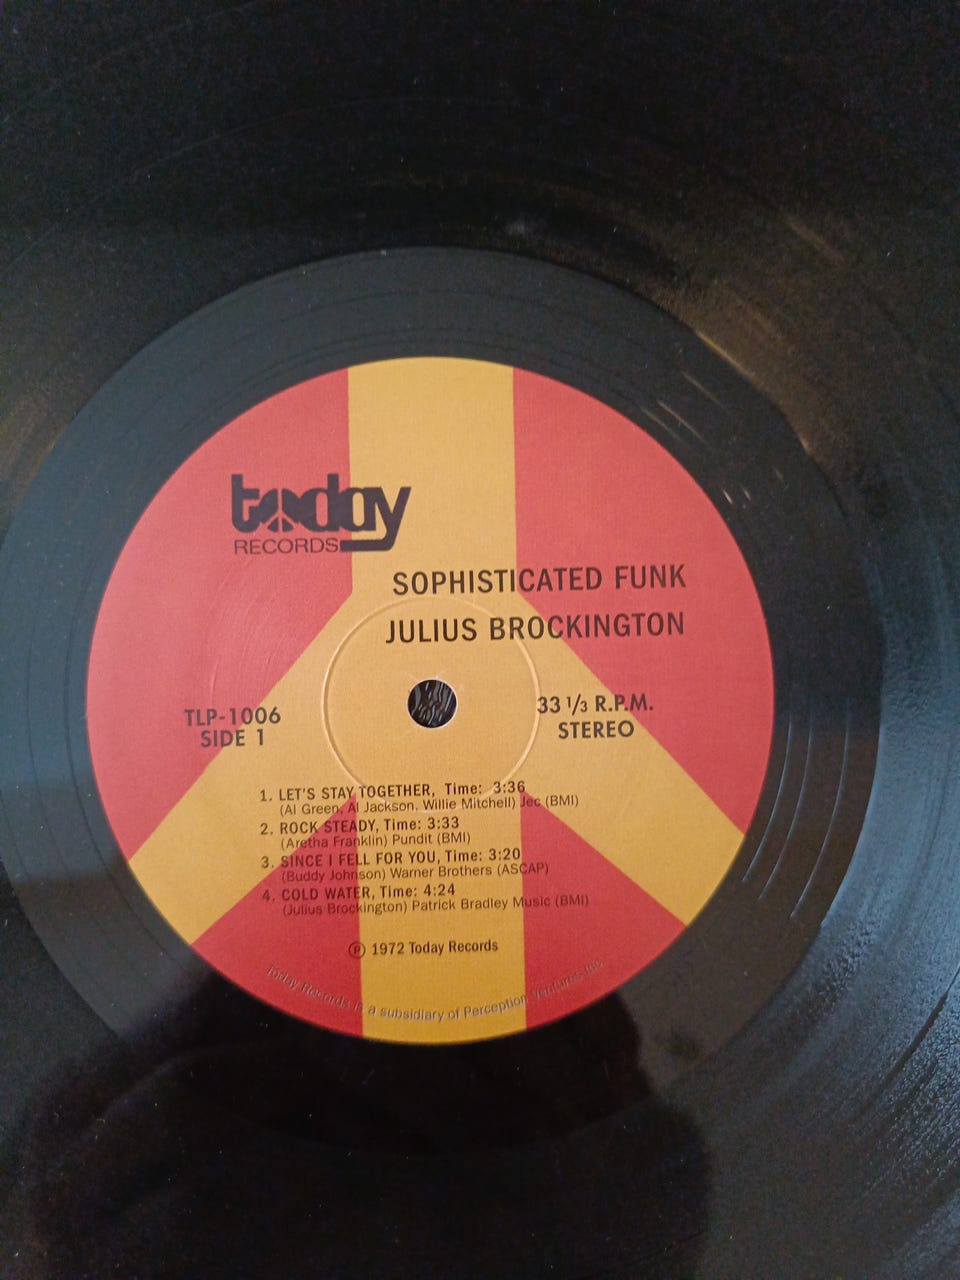 today
RECORDS
SOPHISTICATED FUNK
JULIUS BROCKINGTON
TLP-1006
SIDE 1
33 1/3 R.P.M.
STEREO
1. LET'S STAY TOGETHER, Time: 3:36
(Al Green, Al Jackson, Willie Mitchell) Jec (BMI)
2. ROCK STEADY, Time: 3:33
(Aretha Franklin) Pundit (BMI)
3. SINCE I FELL FOR YOU, Time: 3:20
(Buddy Johnson) Warner Brothers (ASCAP)
4. COLD WATER, Time: 4:24
(Julius Brockington) Patrick Bradley Music (BMI)
℗ 1972 Today Records
Today Records is a subsidiary of Perception Ventures Inc.